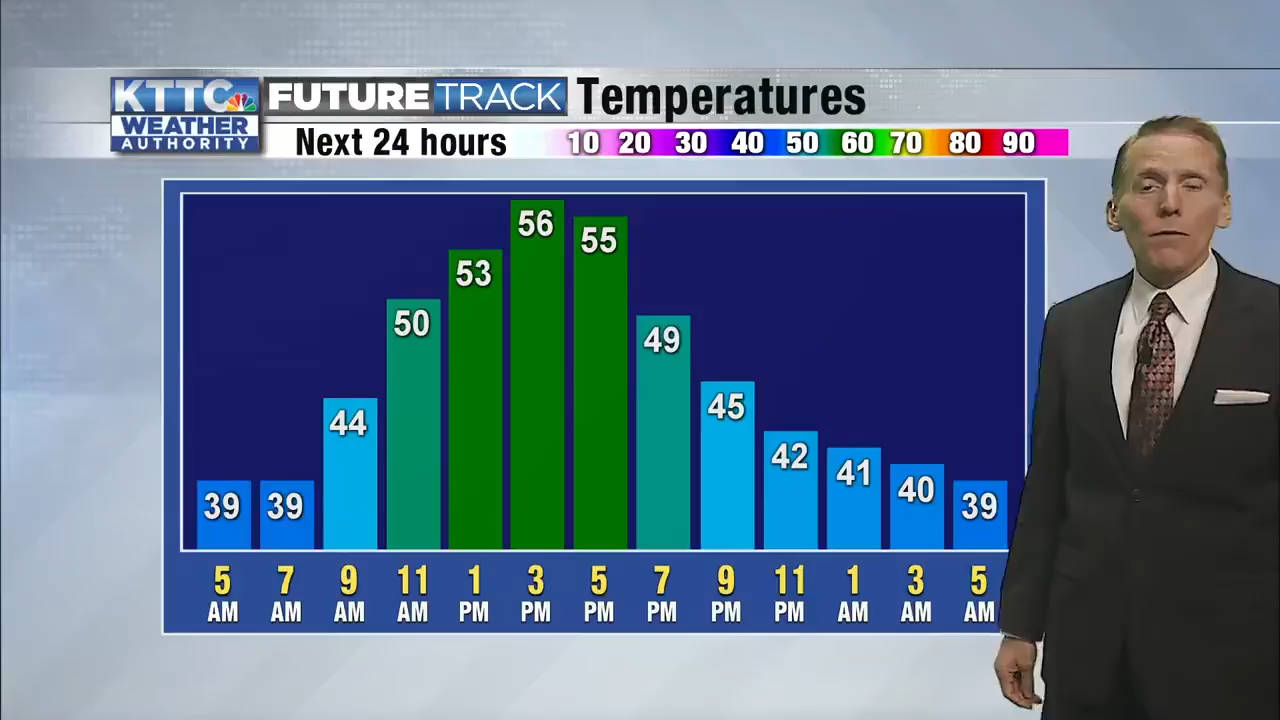 KTTC
WEATHER
AUTHORITY
FUTURETRACK Temperatures
Next 24 hours
10 20 30 40 50 60 70 80 90
39 39 44 50 53 56 55 49 45 42 41 40 39
5 7 9 11 1 3 5 7 9 11 1 3 5
AM AM AM AM PM PM PM PM PM PM AM AM AM